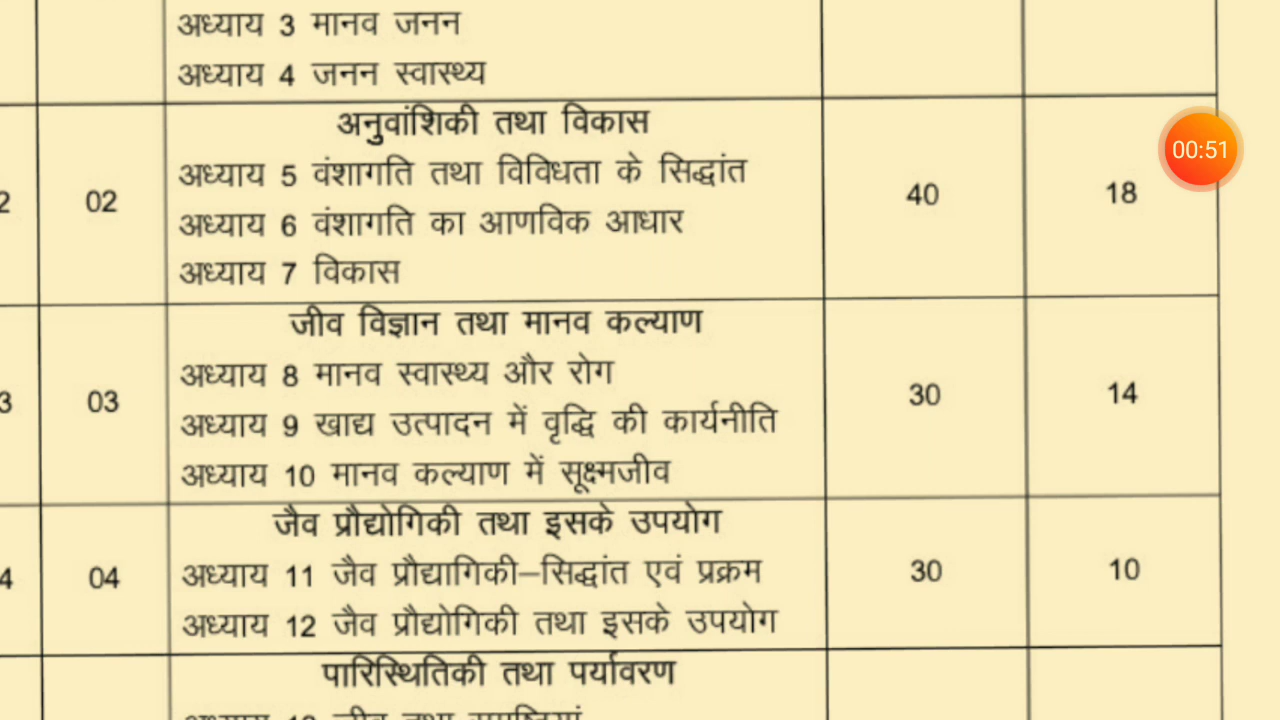 अध्याय 3 मानव जनन
अध्याय 4 जनन स्वास्थ्य
2 02 अनुवांशिकी तथा विकास 40 18
अध्याय 5 वंशागति तथा विविधता के सिद्धांत
अध्याय 6 वंशागति का आणविक आधार
अध्याय 7 विकास
3 03 जीव विज्ञान तथा मानव कल्याण 30 14
अध्याय 8 मानव स्वास्थ्य और रोग
अध्याय 9 खाद्य उत्पादन में वृद्धि की कार्यनीति
अध्याय 10 मानव कल्याण में सूक्ष्मजीव
4 04 जैव प्रौद्योगिकी तथा इसके उपयोग 30 10
अध्याय 11 जैव प्रौद्यागिकी–सिद्धांत एवं प्रक्रम
अध्याय 12 जैव प्रौद्योगिकी तथा इसके उपयोग
पारिस्थितिकी तथा पर्यावरण
00:51